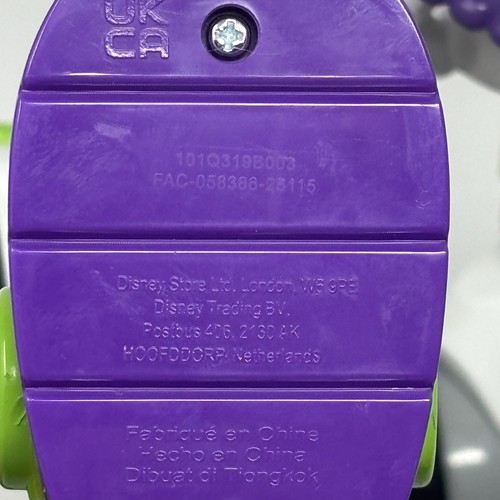 UK
CA
101Q319B003
FAC-056386-23115
Disney Store Ltd. London, W6 9PE
Disney Trading BV,
Postbus 406, 2130 AK
HOOFDDORP, Netherlands
Fabriqué en Chine
Hecho en China
Dibuat di Tiongkok